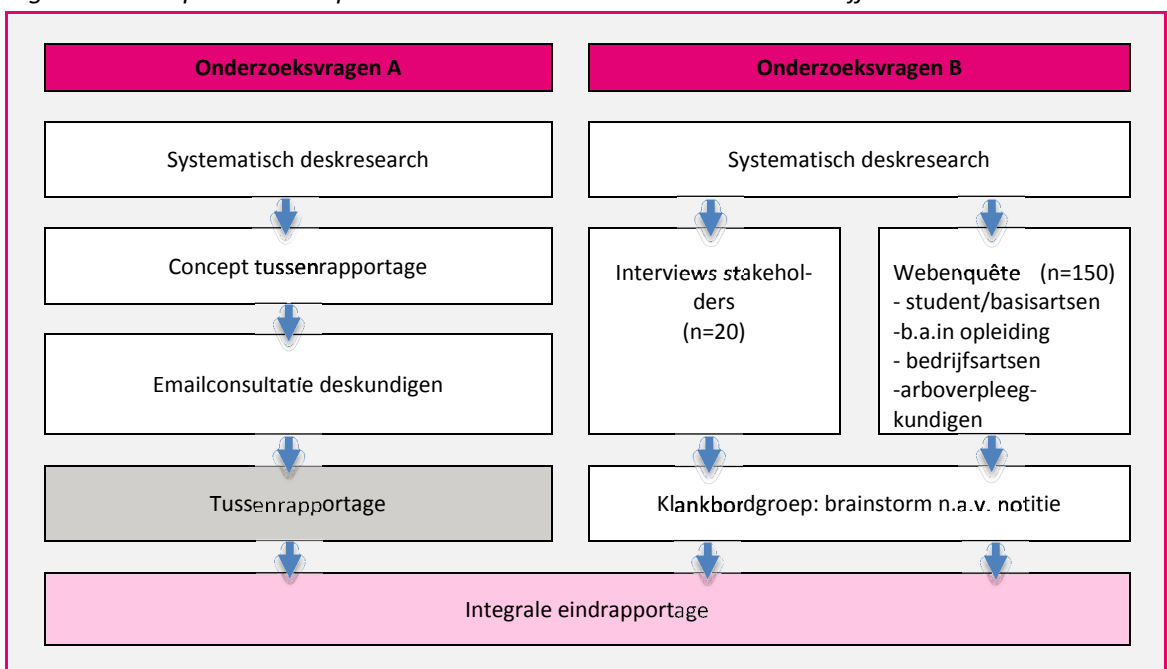 Onderzoeksvragen A
Onderzoeksvragen B
Systematisch deskresearch
Systematisch deskresearch
Concept tussenrapportage
Interviews stakehol-
ders
(n=20)
Webenquête (n=150)
- student/basisartsen
-b.a.in opleiding
- bedrijfsartsen
-arboverpleeg-
kundigen
Emailconsultatie deskundigen
Tussenrapportage
Klankbordgroep: brainstorm n.a.v. notitie
Integrale eindrapportage